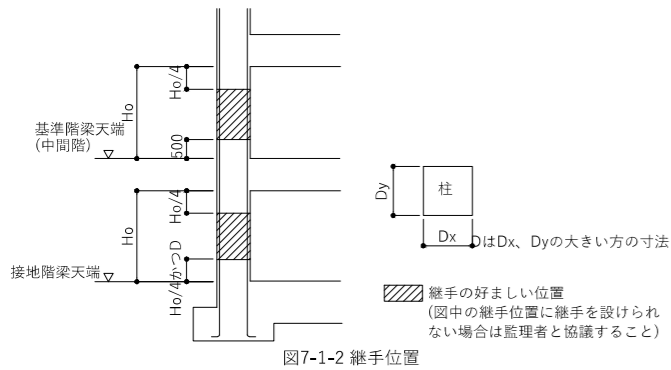 Ho/4
Ho
基準階梁天端
(中間階)
500
Ho/4
Ho
接地階梁天端
Ho/4かつD
柱
Dy
Dx
DはDx、Dyの大きい方の寸法
継手の好ましい位置
(図中の継手位置に継手を設けられ
ない場合は監理者と協議すること)
図7-1-2 継手位置